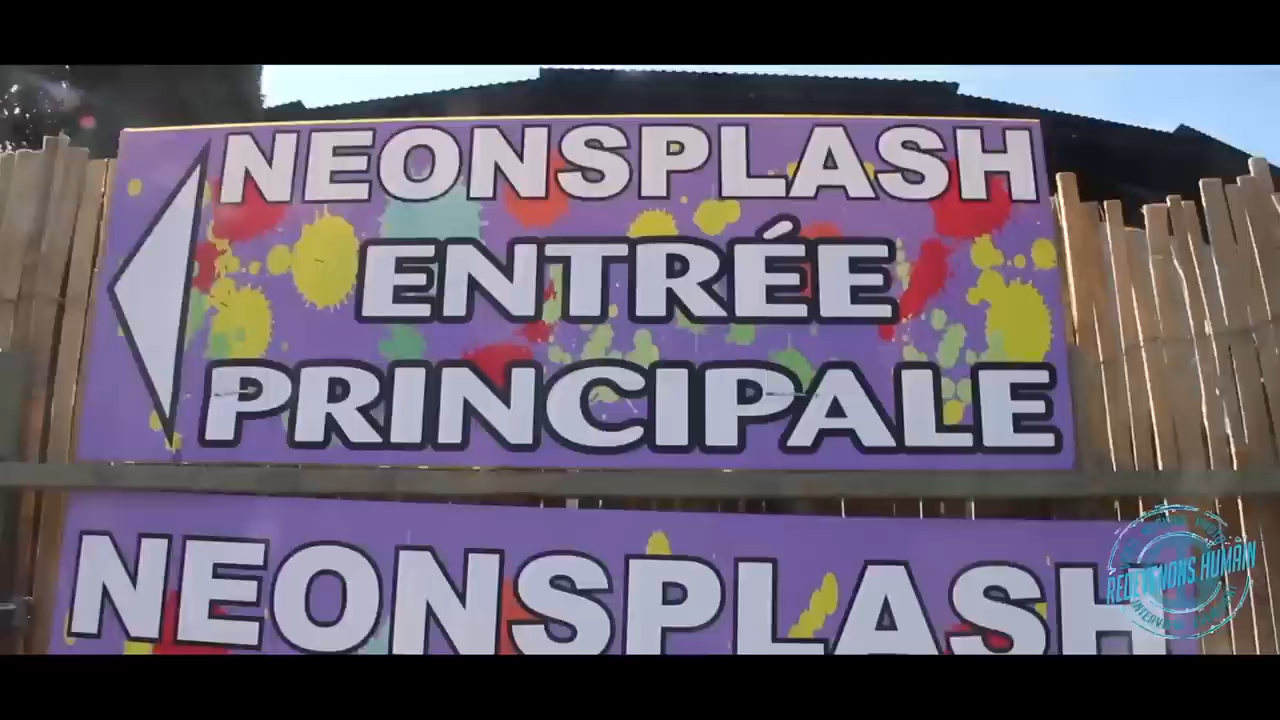 NEONSPLASH
ENTRÉE
PRINCIPALE
NEONSPLASH
REDEVENONS HUMAIN